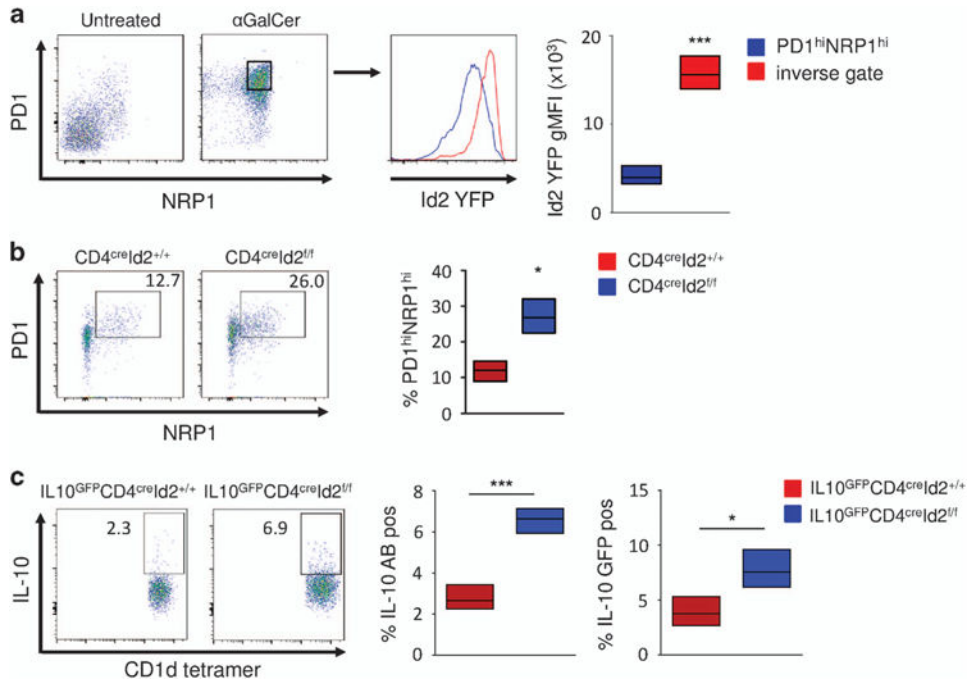 a
Untreated
αGalCer
PD1
NRP1
Id2 YFP
Id2 YFP gMFI (x10³)
20
10
0
***
PD1ʰⁱNRP1ʰⁱ
inverse gate
b
CD4ᶜʳᵉId2⁺/⁺
CD4ᶜʳᵉId2ᶠ/ᶠ
12.7
26.0
PD1
NRP1
% PD1ʰⁱNRP1ʰⁱ
40
30
20
10
0
*
CD4ᶜʳᵉId2⁺/⁺
CD4ᶜʳᵉId2ᶠ/ᶠ
c
IL10ᴳᶠᴾCD4ᶜʳᵉId2⁺/⁺
IL10ᴳᶠᴾCD4ᶜʳᵉId2ᶠ/ᶠ
2.3
6.9
IL-10
CD1d tetramer
% IL-10 AB pos
8
6
4
2
0
***
% IL-10 GFP pos
15
10
5
0
*
IL10ᴳᶠᴾCD4ᶜʳᵉId2⁺/⁺
IL10ᴳᶠᴾCD4ᶜʳᵉId2ᶠ/ᶠ